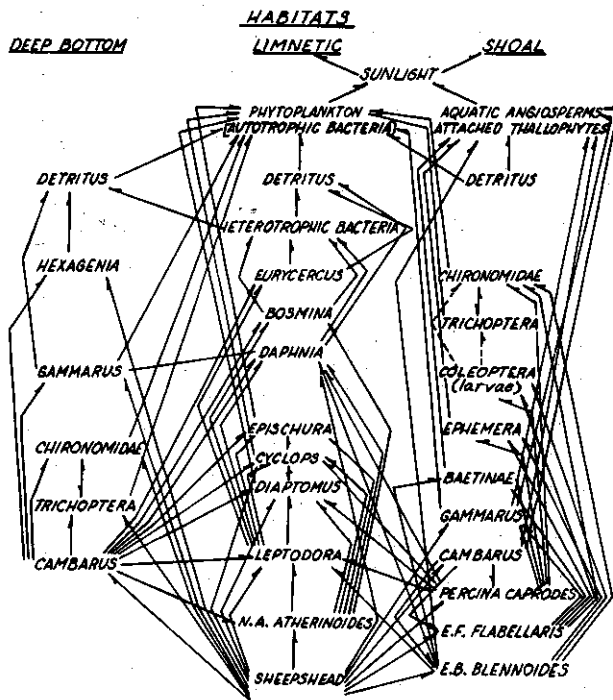 HABITATS
DEEP BOTTOM
LIMNETIC
SHOAL
SUNLIGHT
PHYTOPLANKTON
AUTOTROPHIC BACTERIA
AQUATIC ANGIOSPERMS
ATTACHED THALLOPHYTES
DETRITUS
DETRITUS
DETRITUS
HETEROTROPHIC BACTERIA
HEXAGENIA
EURYCERCUS
CHIRONOMIDAE
BOSMINA
TRICHOPTERA
DAPHNIA
GAMMARUS
COLEOPTERA
(larvae)
EPISCHURA
EPHEMERA
CHIRONOMIDAE
CYCLOPS
BAETINAE
DIAPTOMUS
TRICHOPTERA
GAMMARUS
CAMBARUS
LEPTODORA
CAMBARUS
PERCINA CAPRODES
N.A. ATHERINOIDES
E.F. FLABELLARIS
SHEEPSHEAD
E.B. BLENNOIDES